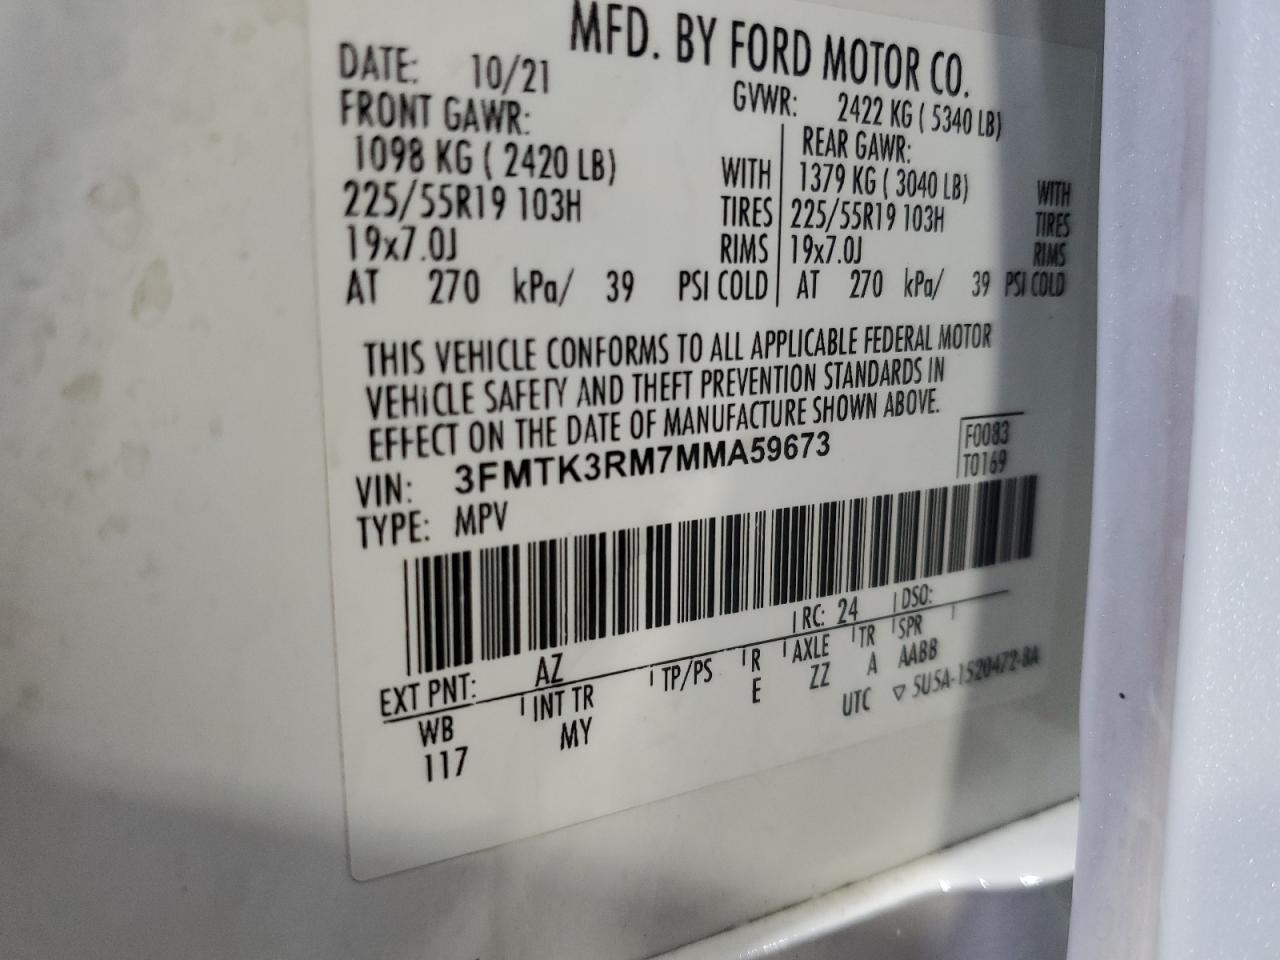 MFD. BY FORD MOTOR CO.
DATE: 10/21
GVWR: 2422 KG ( 5340 LB)
FRONT GAWR:
1098 KG ( 2420 LB) WITH
225/55R19 103H TIRES
19x7.0J RIMS
AT 270 kPa/ 39 PSI COLD
REAR GAWR:
1379 KG ( 3040 LB) WITH
225/55R19 103H TIRES
19x7.0J RIMS
AT 270 kPa/ 39 PSI COLD
THIS VEHICLE CONFORMS TO ALL APPLICABLE FEDERAL MOTOR
VEHICLE SAFETY AND THEFT PREVENTION STANDARDS IN
EFFECT ON THE DATE OF MANUFACTURE SHOWN ABOVE.
VIN: 3FMTK3RM7MMA59673
TYPE: MPV
F0083
T0169
EXT PNT: AZ RC: 24 DSO:
WB INT TR TP/PS R AXLE TR SPR
117 MY E ZZ A AABB
UTC ▽ 5U5A-1520472-BA